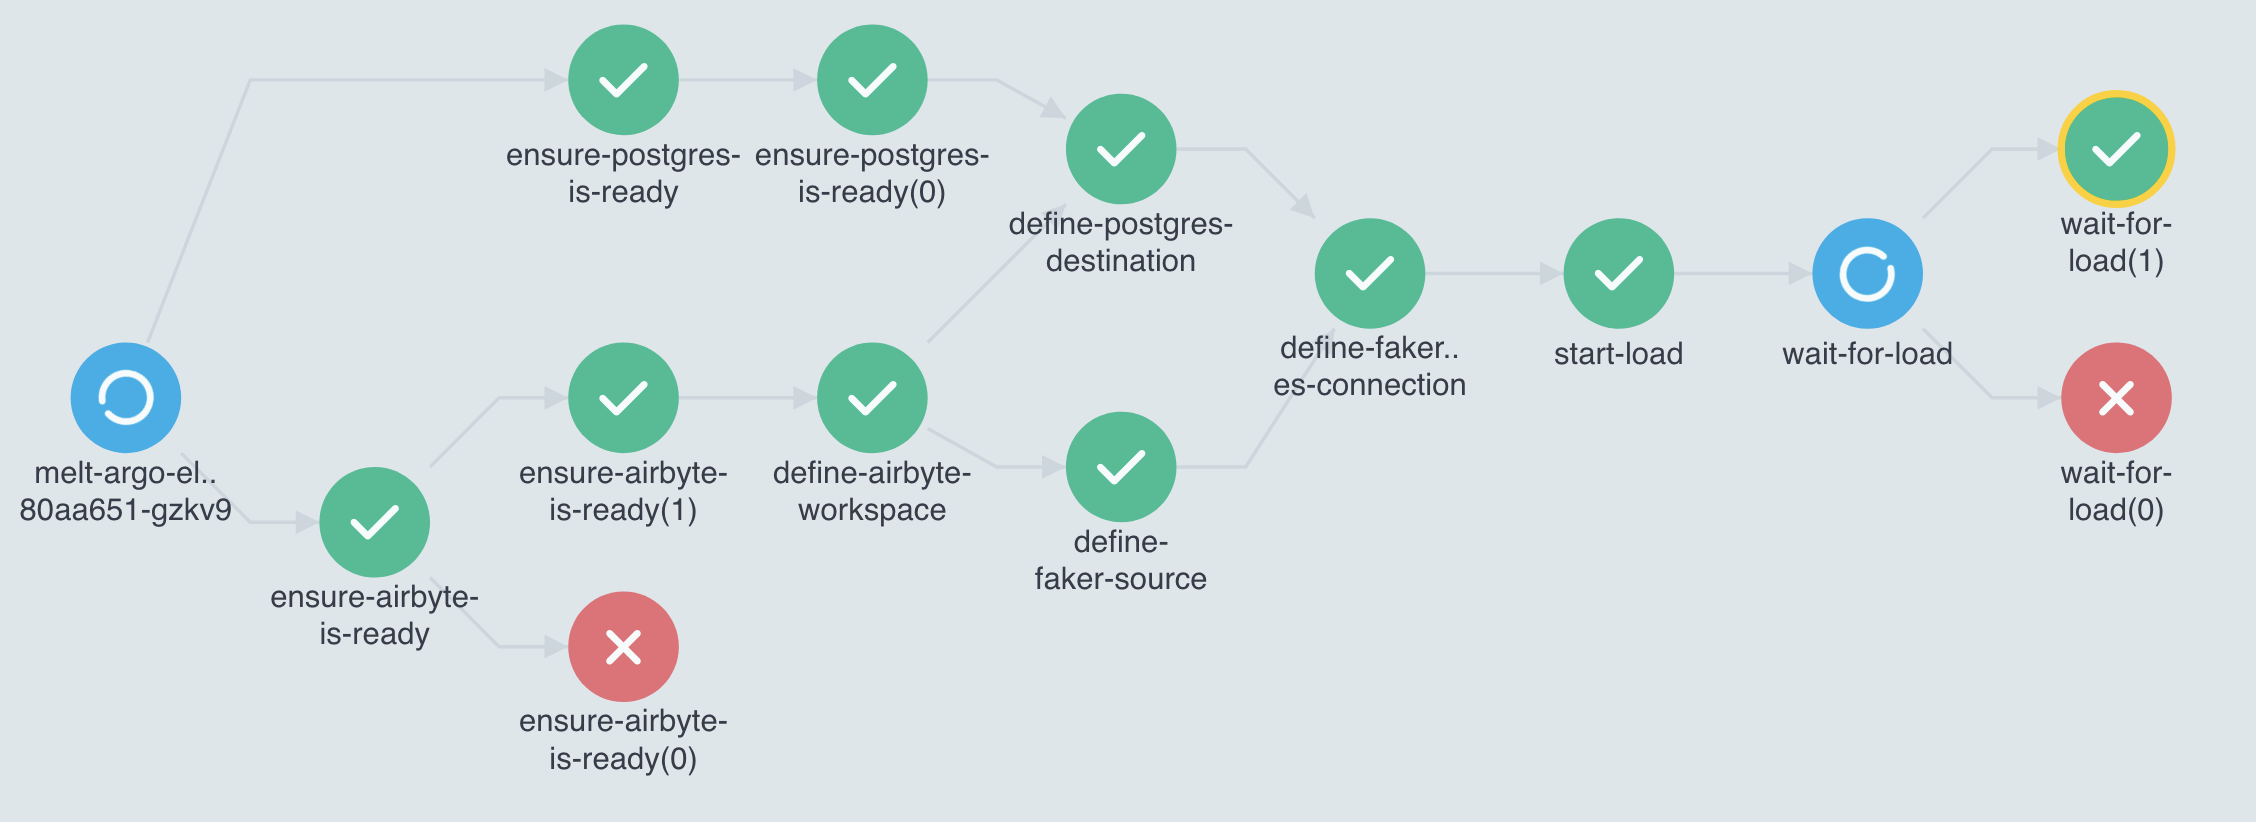 ensure-postgres-
is-ready
ensure-postgres-
is-ready(0)
define-postgres-
destination
wait-for-
load(1)
define-faker..
es-connection
start-load
wait-for-load
melt-argo-el..
80aa651-gzkv9
ensure-airbyte-
is-ready(1)
define-airbyte-
workspace
wait-for-
load(0)
define-
faker-source
ensure-airbyte-
is-ready
ensure-airbyte-
is-ready(0)